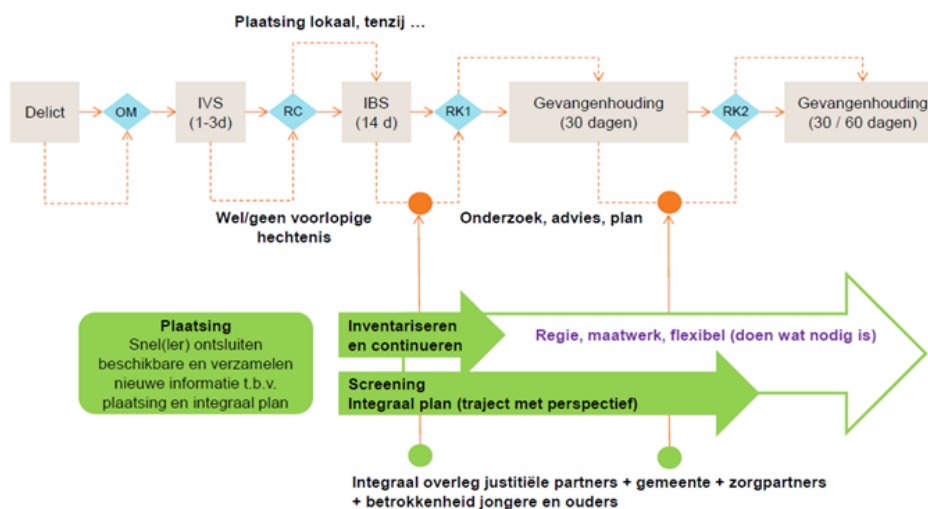 Plaatsing lokaal, tenzij ...
Delict
OM
IVS
(1-3d)
RC
IBS
(14 d)
RK1
Gevangenhouding
(30 dagen)
RK2
Gevangenhouding
(30 / 60 dagen)
Wel/geen voorlopige
hechtenis
Onderzoek, advies, plan
Plaatsing
Snel(ler) ontsluiten
beschikbare en verzamelen
nieuwe informatie t.b.v.
plaatsing en integraal plan
Inventariseren
en continueren
Regie, maatwerk, flexibel (doen wat nodig is)
Screening
Integraal plan (traject met perspectief)
Integraal overleg justitiële partners + gemeente + zorgpartners
+ betrokkenheid jongere en ouders